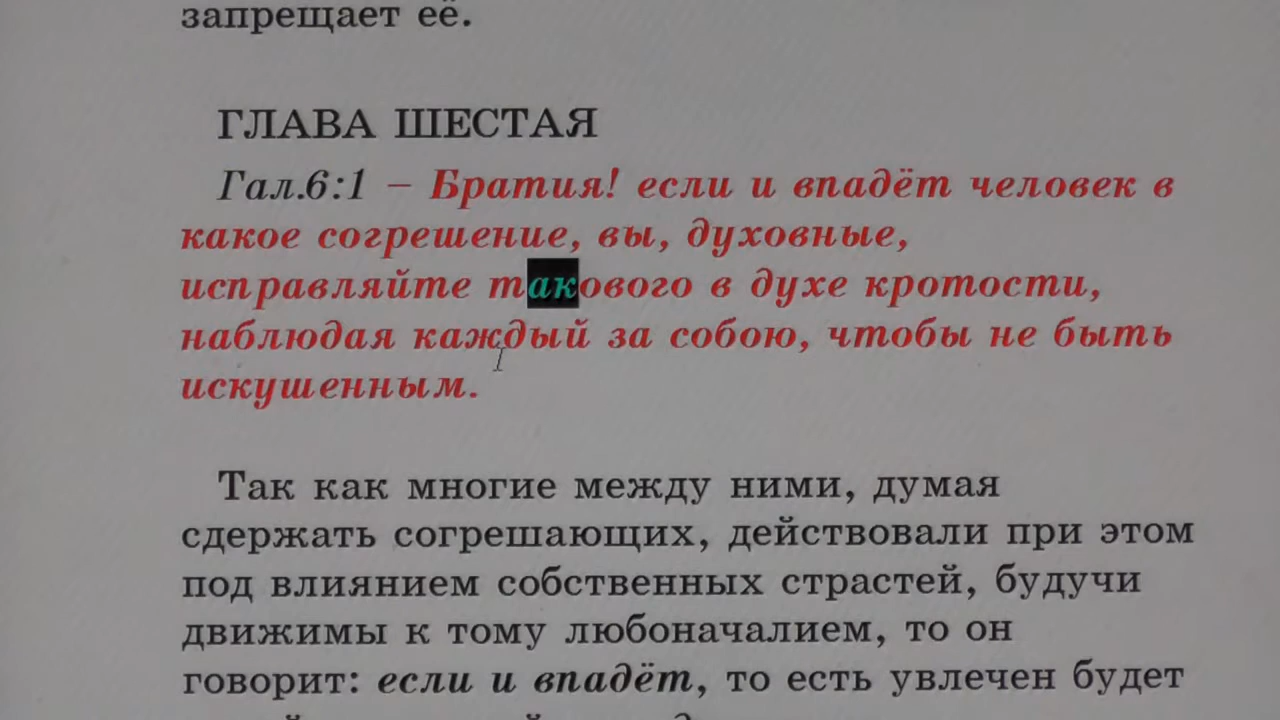 запрещает её.
ГЛАВА ШЕСТАЯ
Гал.6:1 – Братия! если и впадёт человек в
какое согрешение, вы, духовные,
исправляйте такового в духе кротости,
наблюдая каждый за собою, чтобы не быть
искушенным.
Так как многие между ними, думая
сдержать согрешающих, действовали при этом
под влиянием собственных страстей, будучи
движимы к тому любоначалием, то он
говорит: если и впадёт, то есть увлечен будет